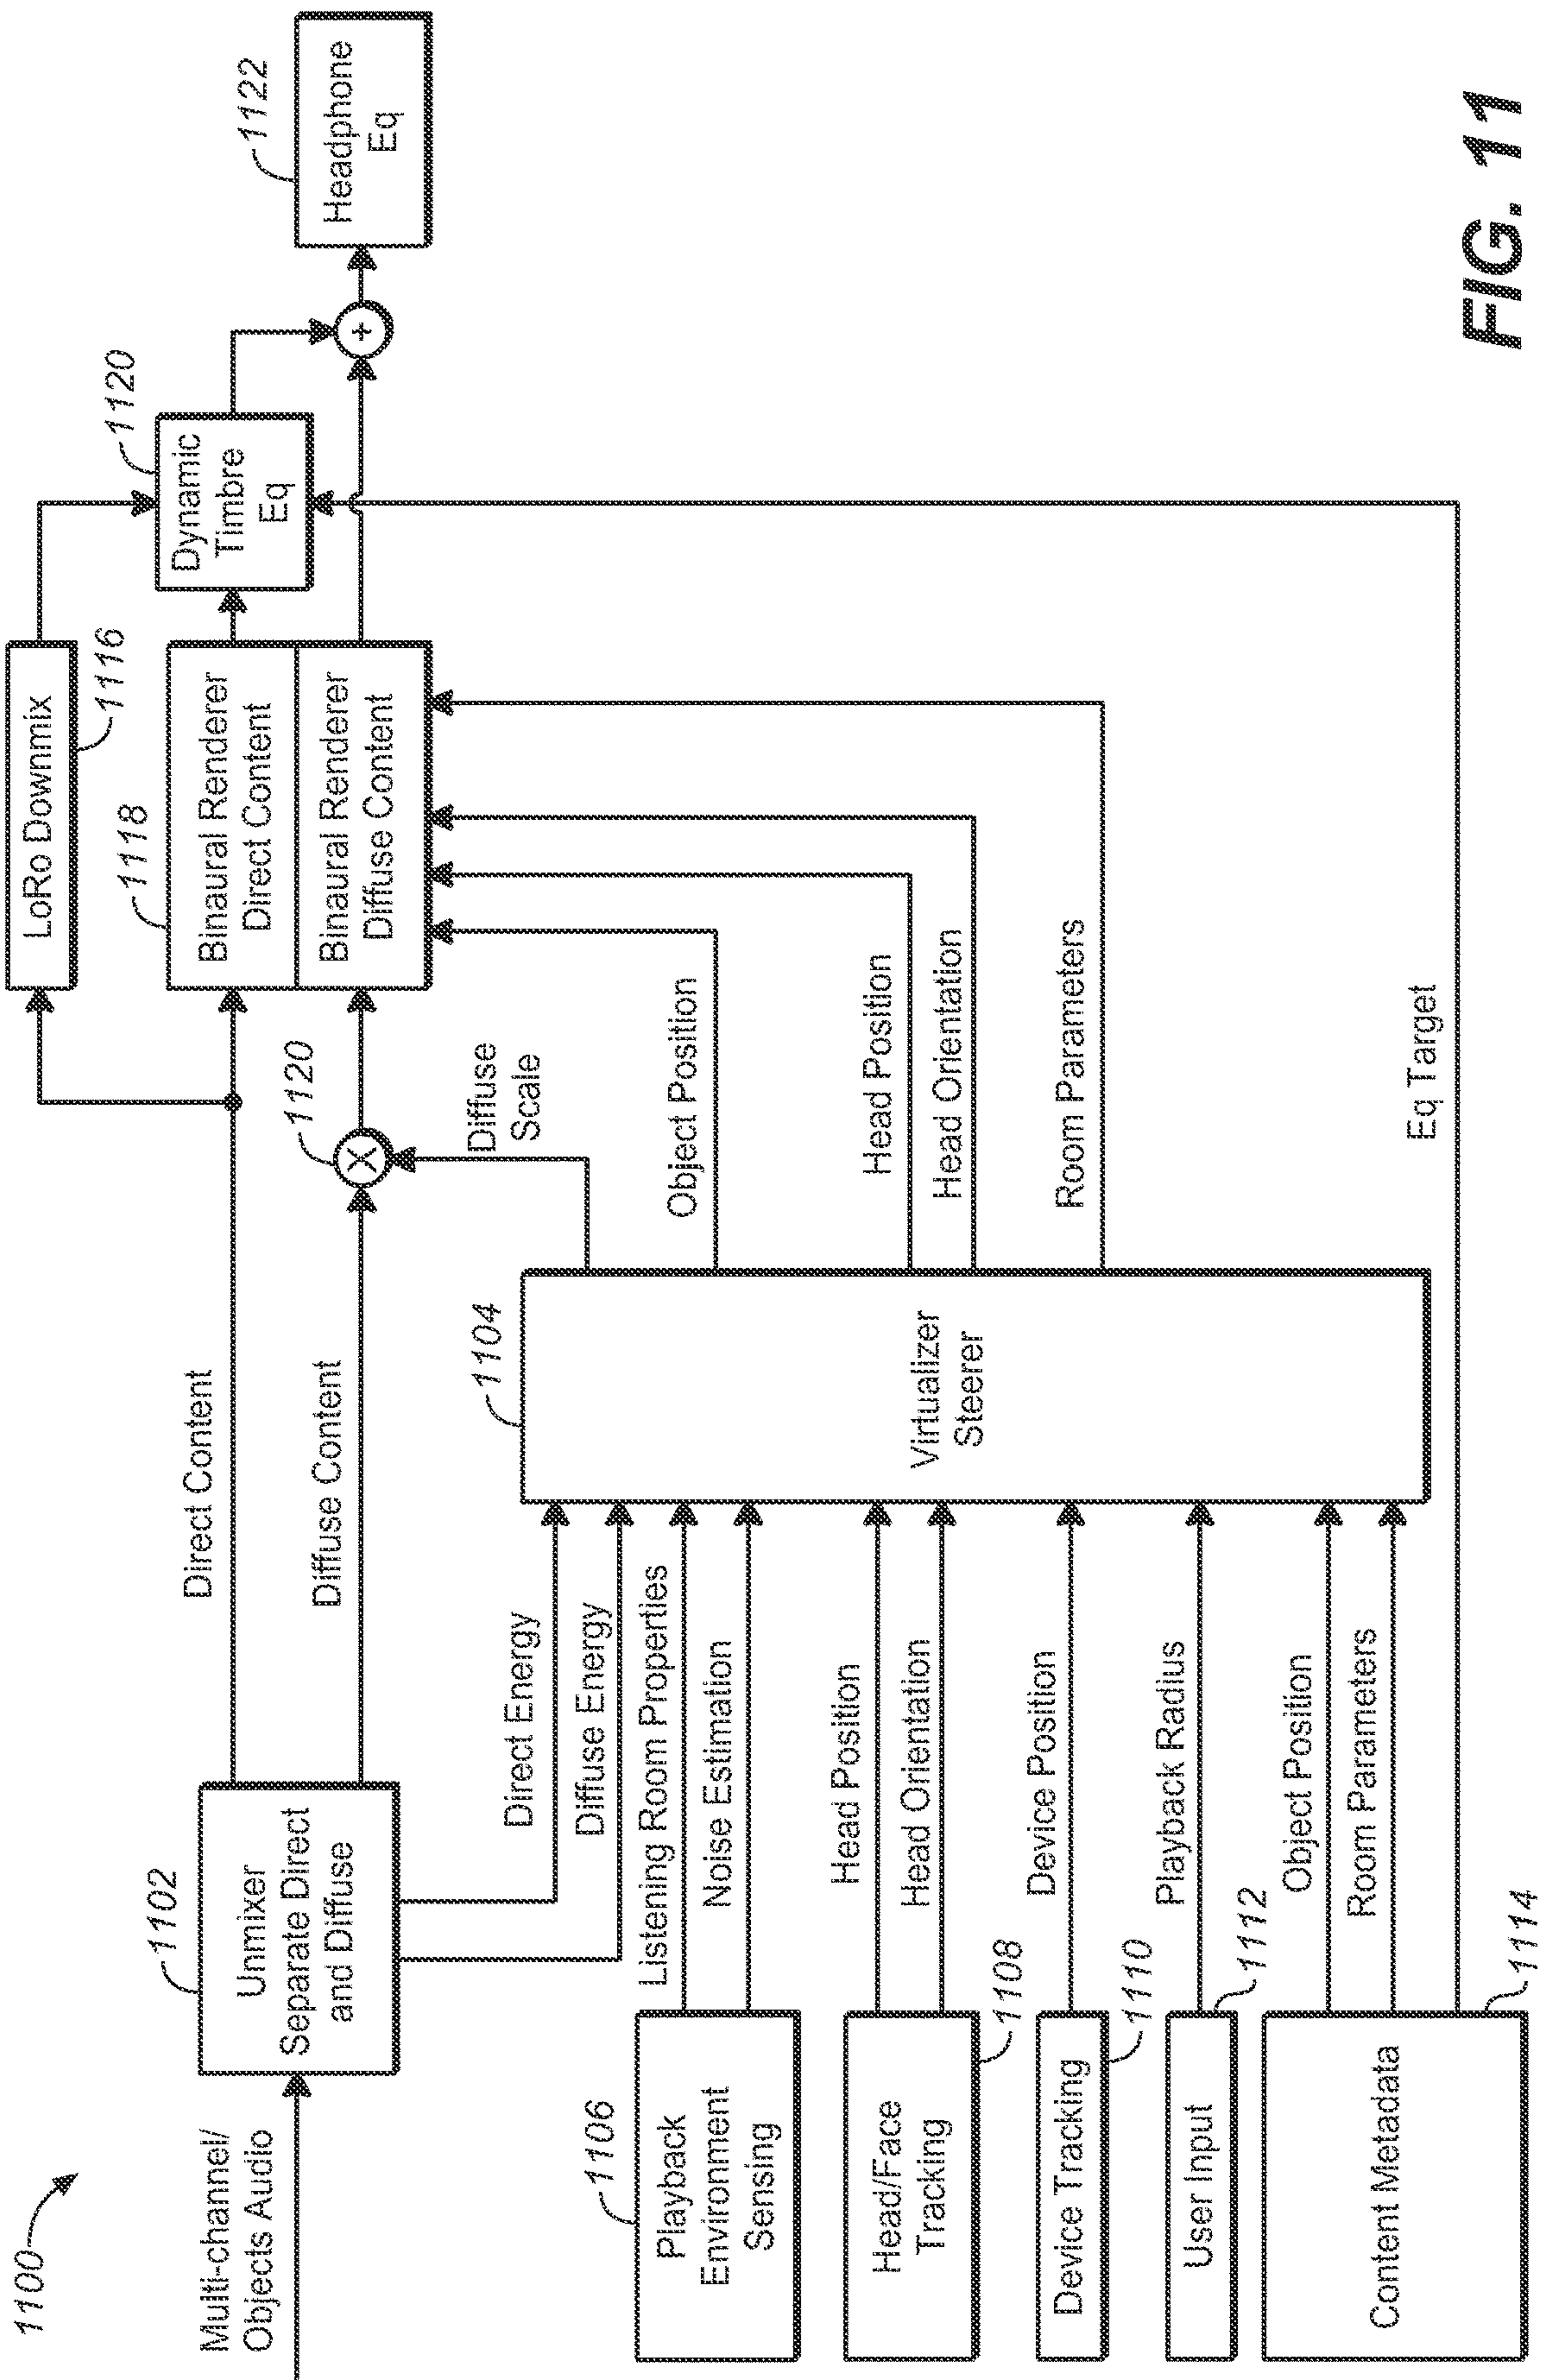 1100
Multi-channel/
Objects Audio
1102
Unmixer
Separate Direct
and Diffuse
Direct Content
Diffuse Content
LoRo Downmix
1116
1118
Binaural Renderer
Direct Content
Binaural Renderer
Diffuse Content
1120
X
Diffuse
Scale
1120
Dynamic
Timbre
Eq
+
1122
Headphone
Eq
Direct Energy
Diffuse Energy
1106
Playback
Environment
Sensing
Listening Room Properties
Noise Estimation
Head/Face
Tracking
1108
Head Position
Head Orientation
Device Tracking
1110
Device Position
User Input
1112
Playback Radius
Content Metadata
1114
Object Position
Room Parameters
1104
Virtualizer
Steerer
Object Position
Head Position
Head Orientation
Room Parameters
Eq Target
FIG. 11